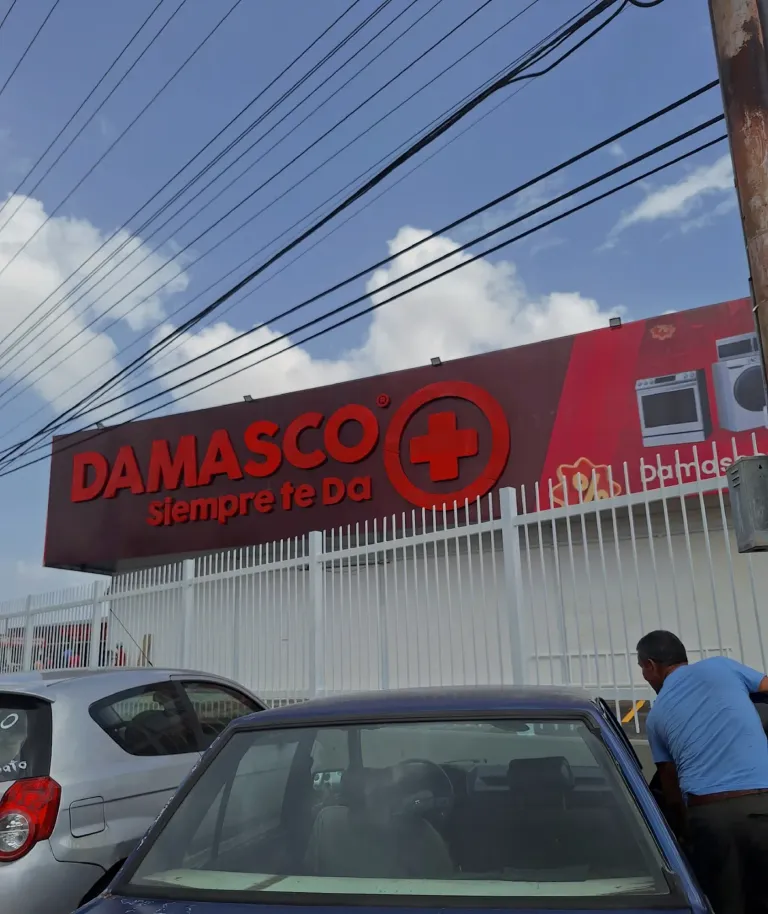 DAMASCO®
siempre te Da
%